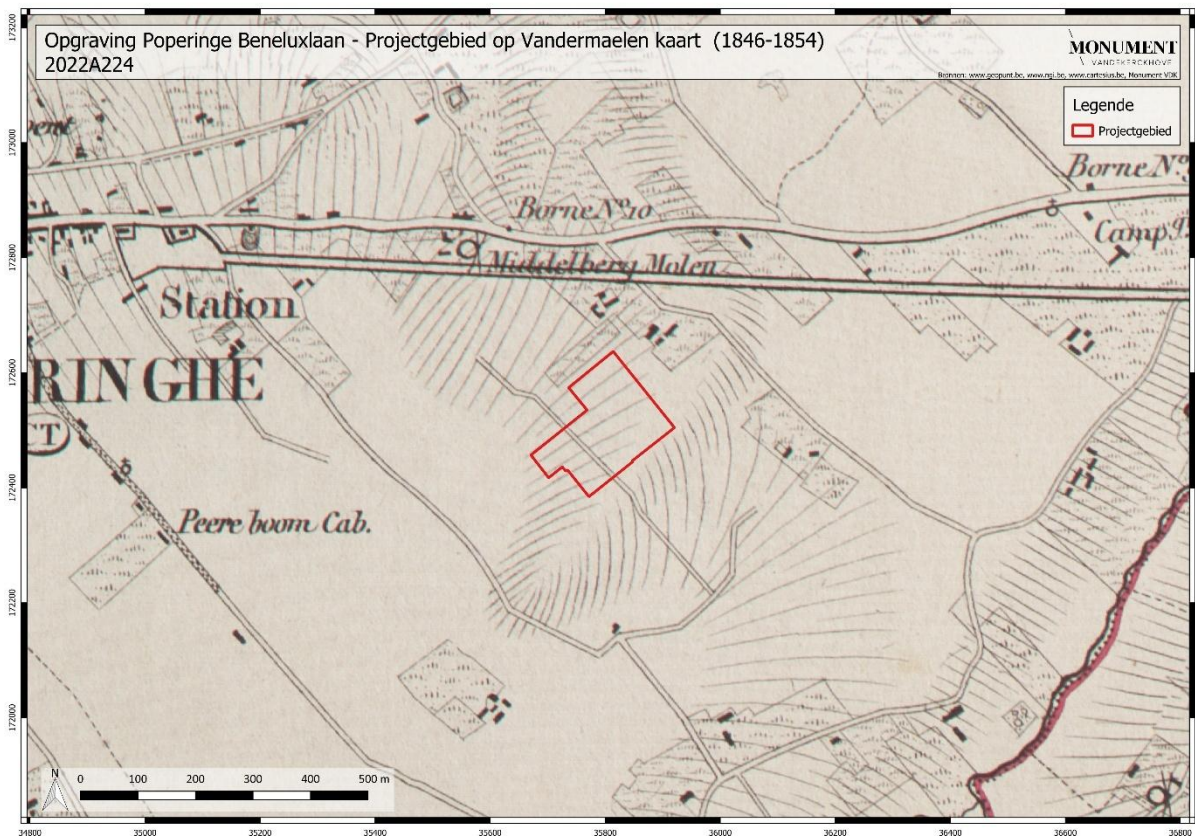 Opgraving Poperinge Beneluxlaan - Projectgebied op Vandermaelen kaart (1846-1854)
2022A224
MONUMENT
VANDEKERCKHOVE
Bronnen: www.geopunt.be, www.ngi.be, www.cartesius.be, Monument VDK
Legende
Projectgebied
Borne N°
Borne N° 10
Camp
Middelberg Molen
Station
RINGHE
CT
Peere boom Cab.
N
0 100 200 300 400 500 m
173200
173000
172800
172600
172400
172200
172000
34800 35000 35200 35400 35600 35800 36000 36200 36400 36600 36800